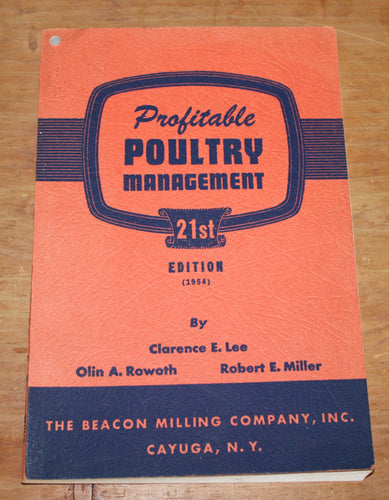 Profitable
POULTRY
MANAGEMENT
21st
EDITION
(1954)
By
Clarence E. Lee
Olin A. Rowoth Robert E. Miller
THE BEACON MILLING COMPANY, INC.
CAYUGA, N. Y.